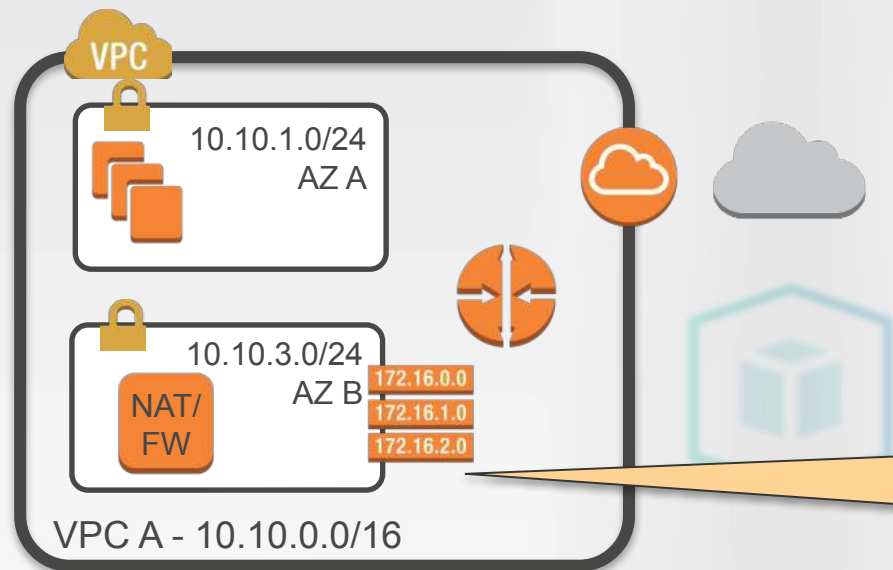 VPC
10.10.1.0/24
AZ A
10.10.3.0/24
AZ B
NAT/
FW
172.16.0.0
172.16.1.0
172.16.2.0
VPC A - 10.10.0.0/16